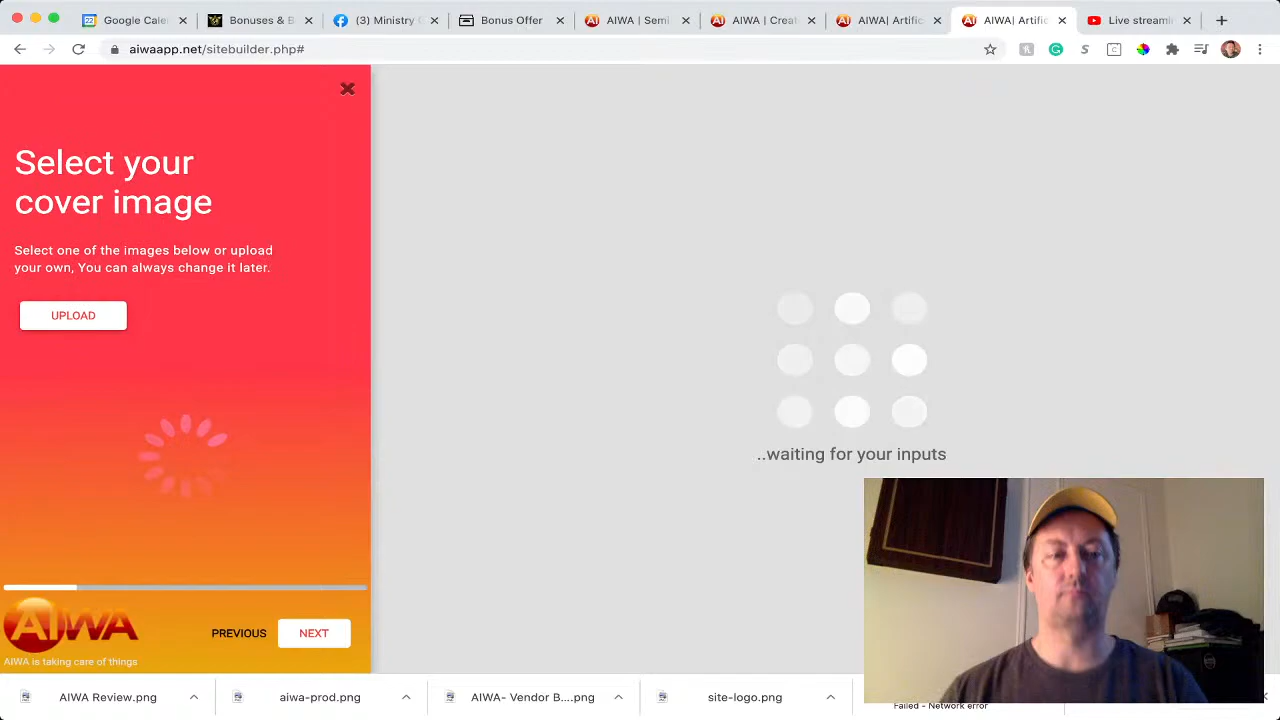 Google Caler
Bonuses& B
(3) Ministry
Bonus Offer
AIWA | Semi
AIWA | Crea
AIWA| Artific
AIWA| Artific
Live streami
aiwaapp.net/sitebuilder.php#
Select your
cover image
Select one of the images below or upload
your own, You can always change it later.
UPLOAD
..waiting for your inputs
AIWA
PREVIOUS
NEXT
AIWA is taking care of things
AIWA Review.png
aiwa-prod.png
AIWA- Vendor B....png
site-logo.png
Failed - Network error